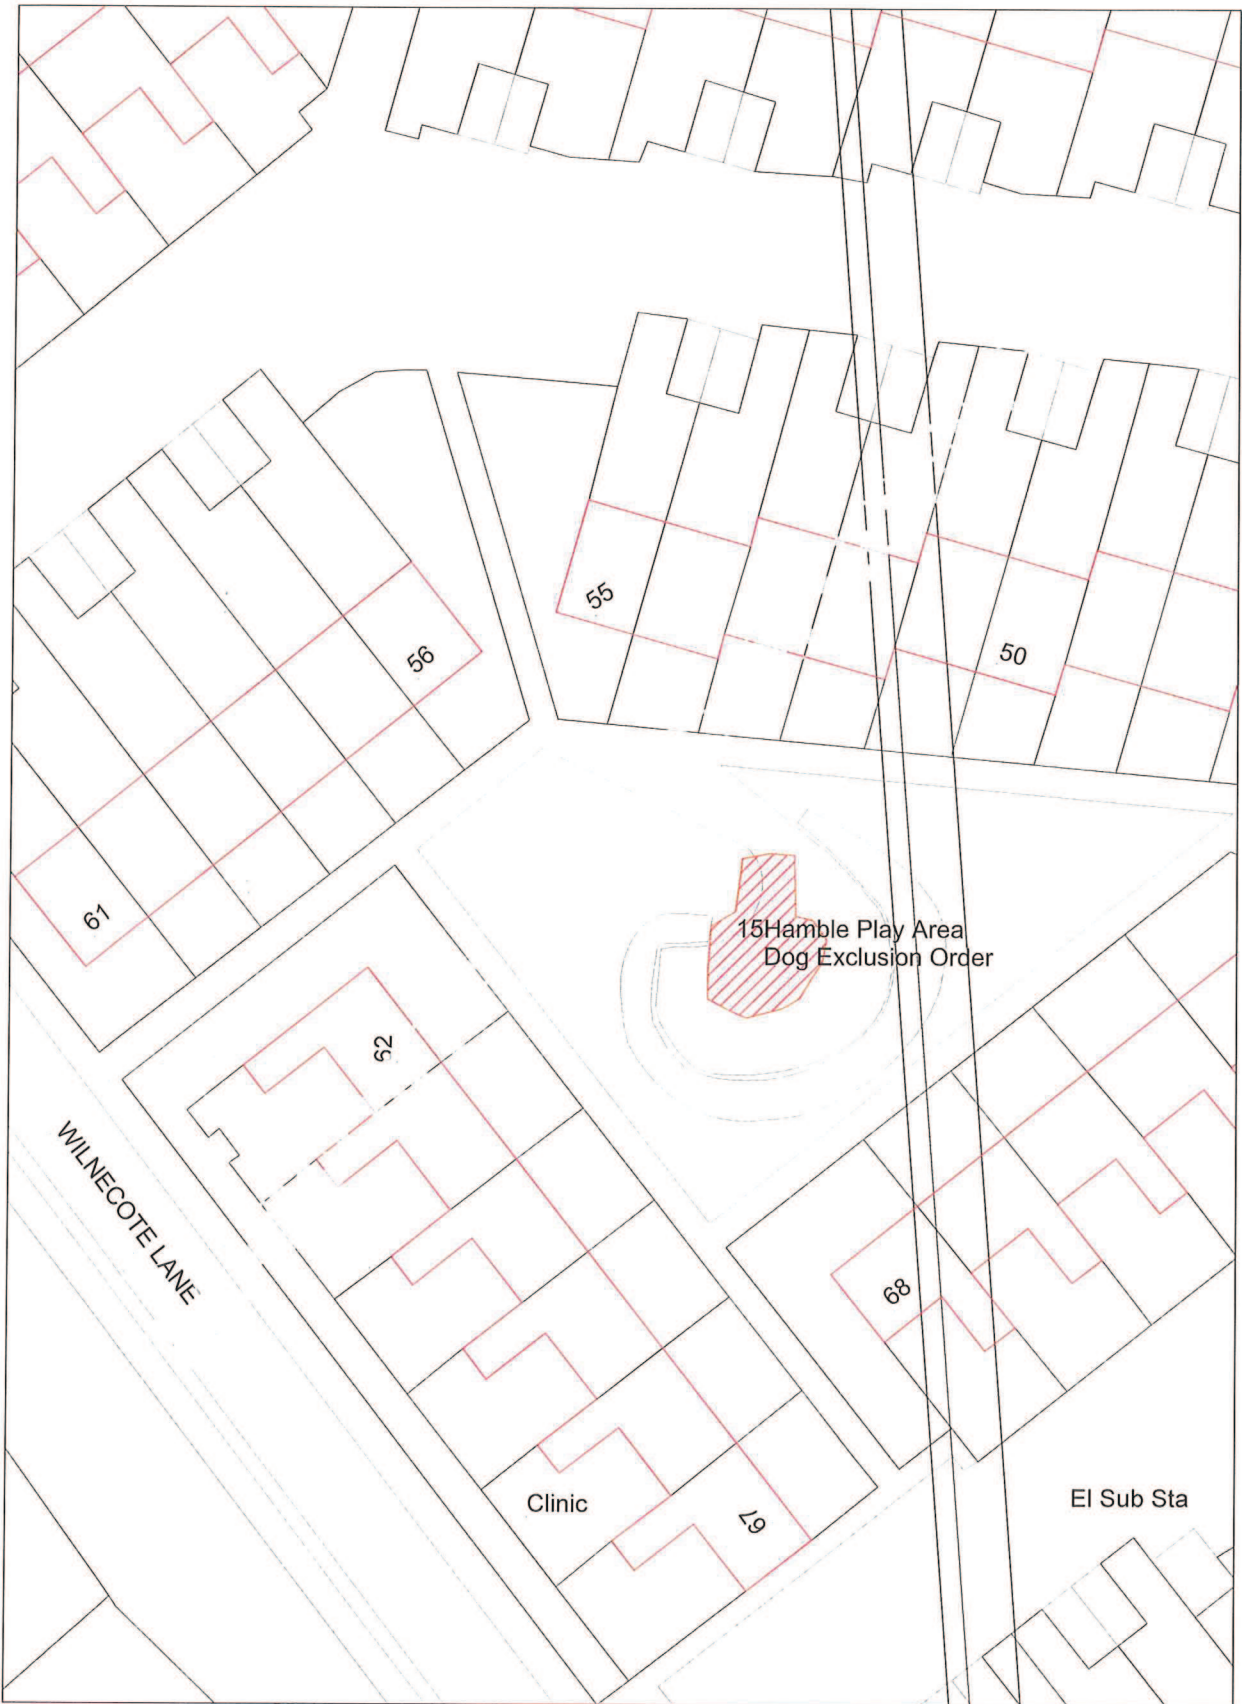 55
56
50
61
15Hamble Play Area
Dog Exclusion Order
62
WILNECOTE LANE
68
Clinic
67
El Sub Sta